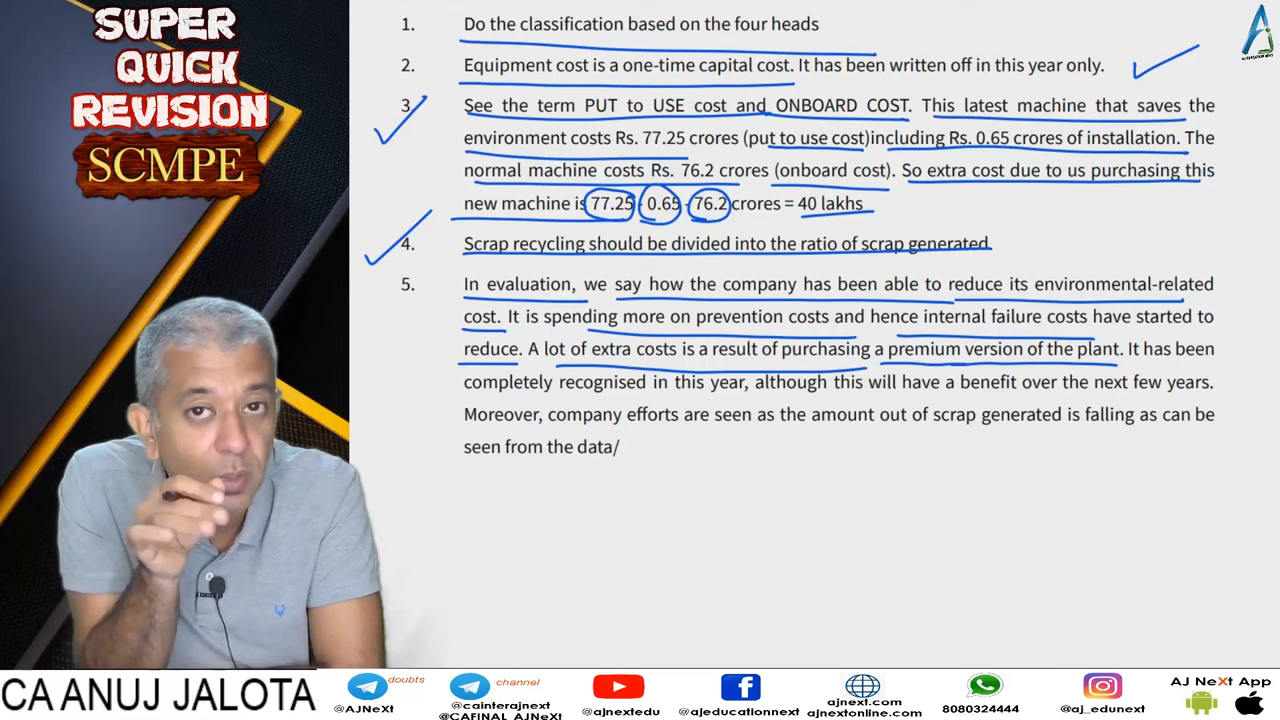 SUPER
QUICK
REVISION
SCMPE
1. Do the classification based on the four heads
2. Equipment cost is a one-time capital cost. It has been written off in this year only.
3. See the term PUT to USE cost and ONBOARD COST. This latest machine that saves the
environment costs Rs. 77.25 crores (put to use cost)including Rs. 0.65 crores of installation. The
normal machine costs Rs. 76.2 crores (onboard cost). So extra cost due to us purchasing this
new machine is 77.25 - 0.65 - 76.2 crores = 40 lakhs
4. Scrap recycling should be divided into the ratio of scrap generated
5. In evaluation, we say how the company has been able to reduce its environmental-related
cost. It is spending more on prevention costs and hence internal failure costs have started to
reduce. A lot of extra costs is a result of purchasing a premium version of the plant. It has been
completely recognised in this year, although this will have a benefit over the next few years.
Moreover, company efforts are seen as the amount out of scrap generated is falling as can be
seen from the data/
CA ANUJ JALOTA
doubts
@AJNeXt
channel
@cainterajnext
@CAFINAL_AJNeXt
@ajnextedu
@ajeducationnext
ajnext.com
ajnextonline.com
8080324444
@aj_edunext
AJ NeXt App